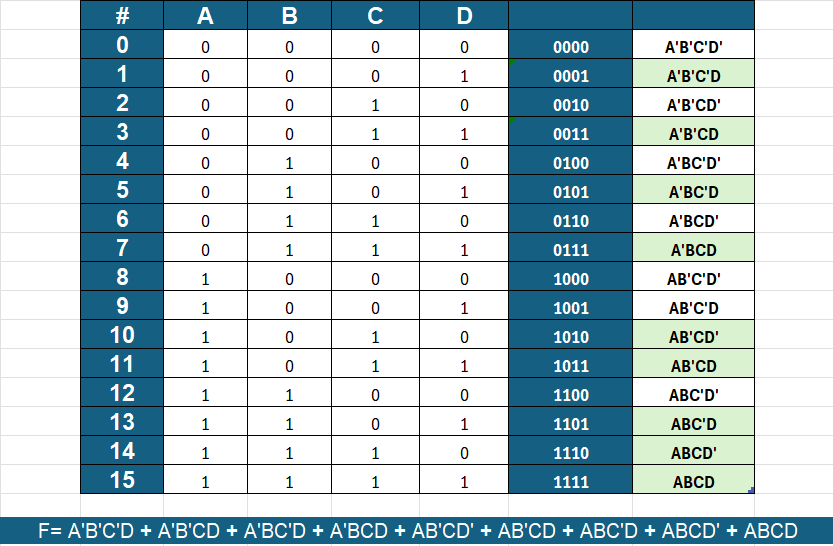 # A B C D
0 0 0 0 0 0000 A'B'C'D'
1 0 0 0 1 0001 A'B'C'D
2 0 0 1 0 0010 A'B'CD'
3 0 0 1 1 0011 A'B'CD
4 0 1 0 0 0100 A'BC'D'
5 0 1 0 1 0101 A'BC'D
6 0 1 1 0 0110 A'BCD'
7 0 1 1 1 0111 A'BCD
8 1 0 0 0 1000 AB'C'D'
9 1 0 0 1 1001 AB'C'D
10 1 0 1 0 1010 AB'CD'
11 1 0 1 1 1011 AB'CD
12 1 1 0 0 1100 ABC'D'
13 1 1 0 1 1101 ABC'D
14 1 1 1 0 1110 ABCD'
15 1 1 1 1 1111 ABCD
F= A'B'C'D + A'B'CD + A'BC'D + A'BCD + AB'CD' + AB'CD + ABC'D + ABCD' + ABCD